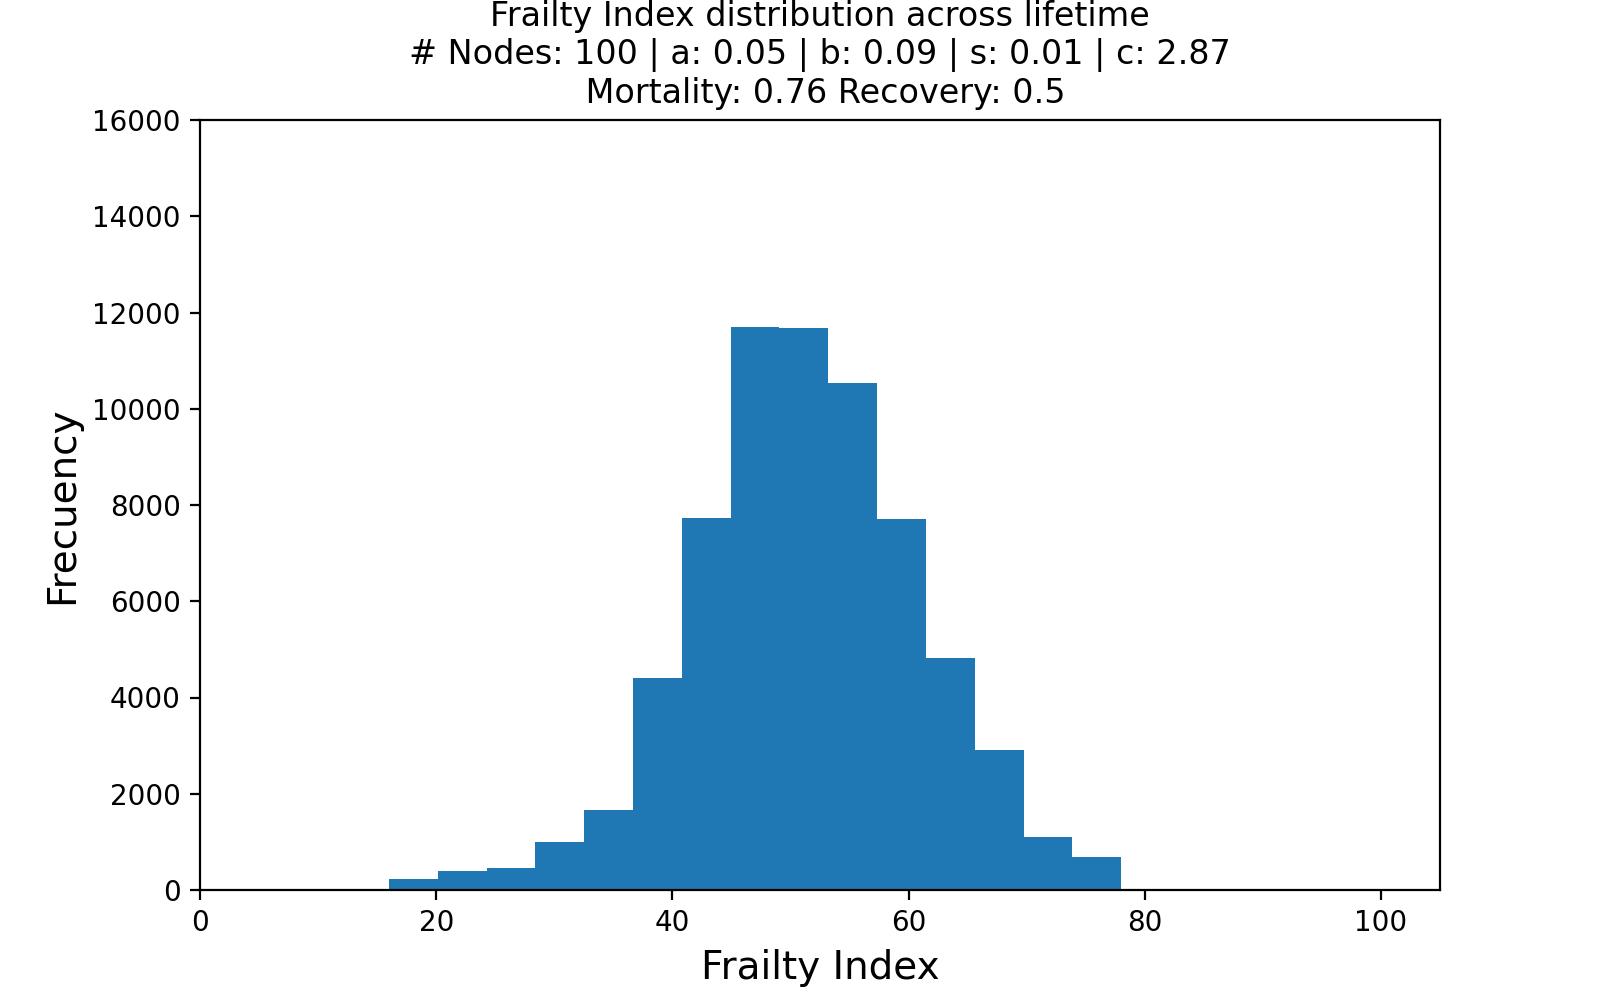 Frailty Index distribution across lifetime
# Nodes: 100 | a: 0.05 | b: 0.09 | s: 0.01 | c: 2.87
Mortality: 0.76 Recovery: 0.5
16000
14000
12000
10000
8000
6000
4000
2000
0
Frecuency
0 20 40 60 80 100
Frailty Index